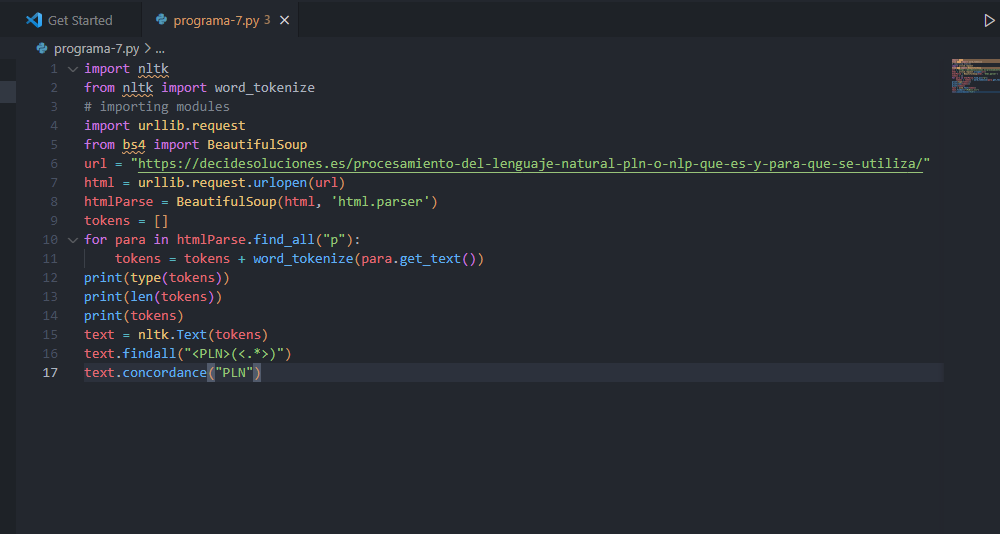 Get Started
programa-7.py 3
programa-7.py > ...
1 import nltk
2 from nltk import word_tokenize
3 # importing modules
4 import urllib.request
5 from bs4 import BeautifulSoup
6 url = "https://decidesoluciones.es/procesamiento-del-lenguaje-natural-pln-o-nlp-que-es-y-para-que-se-utiliza/"
7 html = urllib.request.urlopen(url)
8 htmlParse = BeautifulSoup(html, 'html.parser')
9 tokens = []
10 for para in htmlParse.find_all("p"):
11     tokens = tokens + word_tokenize(para.get_text())
12 print(type(tokens))
13 print(len(tokens))
14 print(tokens)
15 text = nltk.Text(tokens)
16 text.findall("<PLN>(<.*>)")
17 text.concordance("PLN")